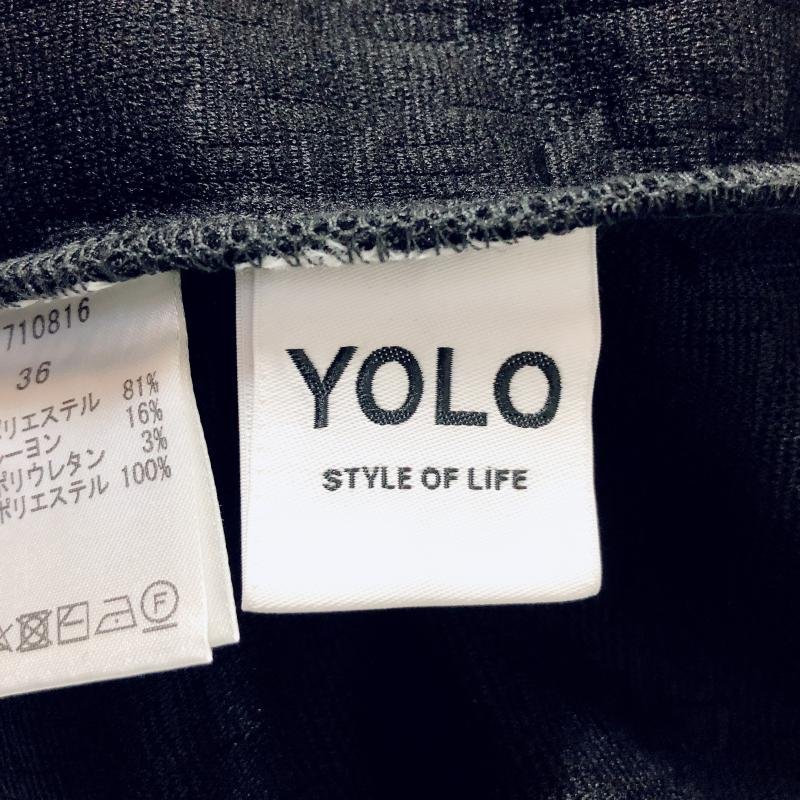 710816
36
リエステル 81%
ーヨン 16%
ポリウレタン 3%
ポリエステル 100%
F
YOLO
STYLE OF LIFE